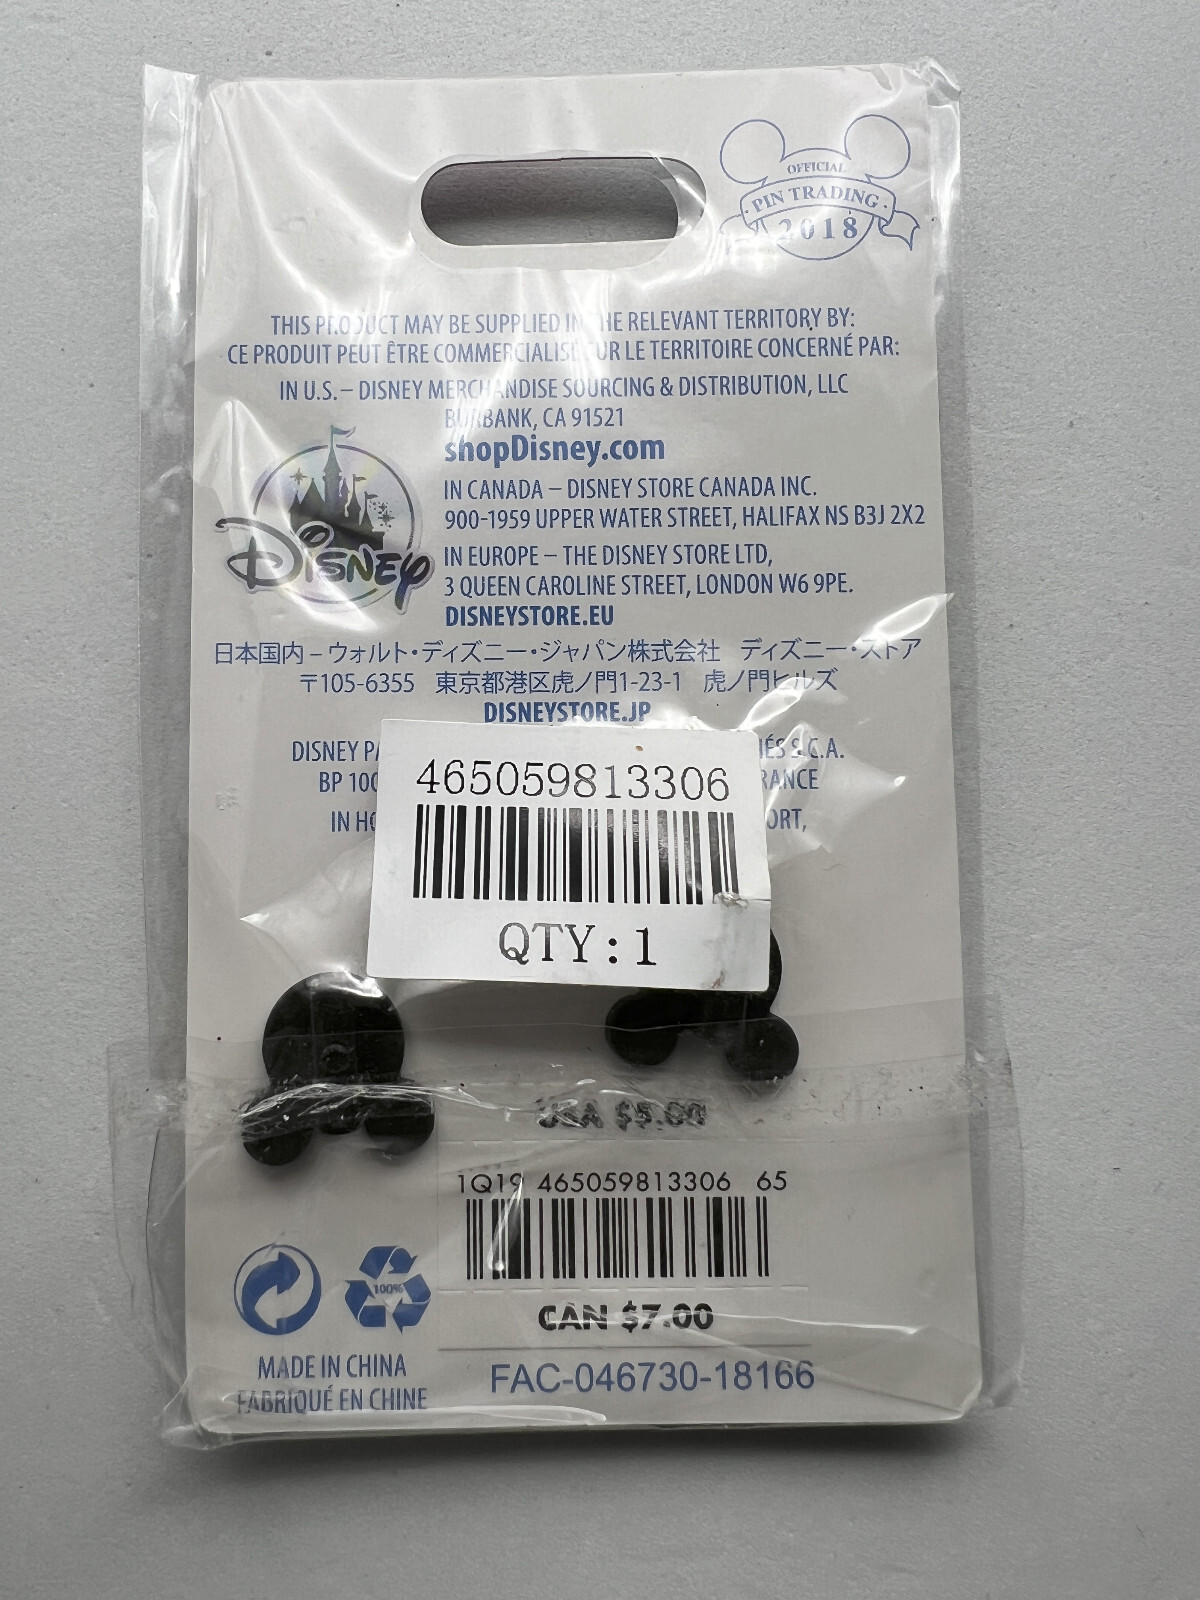 OFFICIAL
· PIN TRADING ·
2018
THIS PRODUCT MAY BE SUPPLIED IN THE RELEVANT TERRITORY BY:
CE PRODUIT PEUT ÊTRE COMMERCIALISÉ SUR LE TERRITOIRE CONCERNÉ PAR:
IN U.S. – DISNEY MERCHANDISE SOURCING & DISTRIBUTION, LLC
BURBANK, CA 91521
shopDisney.com
DISNEY
IN CANADA – DISNEY STORE CANADA INC.
900-1959 UPPER WATER STREET, HALIFAX NS B3J 2X2
IN EUROPE – THE DISNEY STORE LTD,
3 QUEEN CAROLINE STREET, LONDON W6 9PE.
DISNEYSTORE.EU
日本国内 – ウォルト・ディズニー・ジャパン株式会社 ディズニー・ストア
〒105-6355 東京都港区虎ノ門1-23-1 虎ノ門ヒルズ
DISNEYSTORE.JP
DISNEY S.C.A.
BP
IN
465059813306
QTY:1
USA $5.00
1Q19 465059813306 65
100%
CAN $7.00
MADE IN CHINA
FABRIQUÉ EN CHINE
FAC-046730-18166